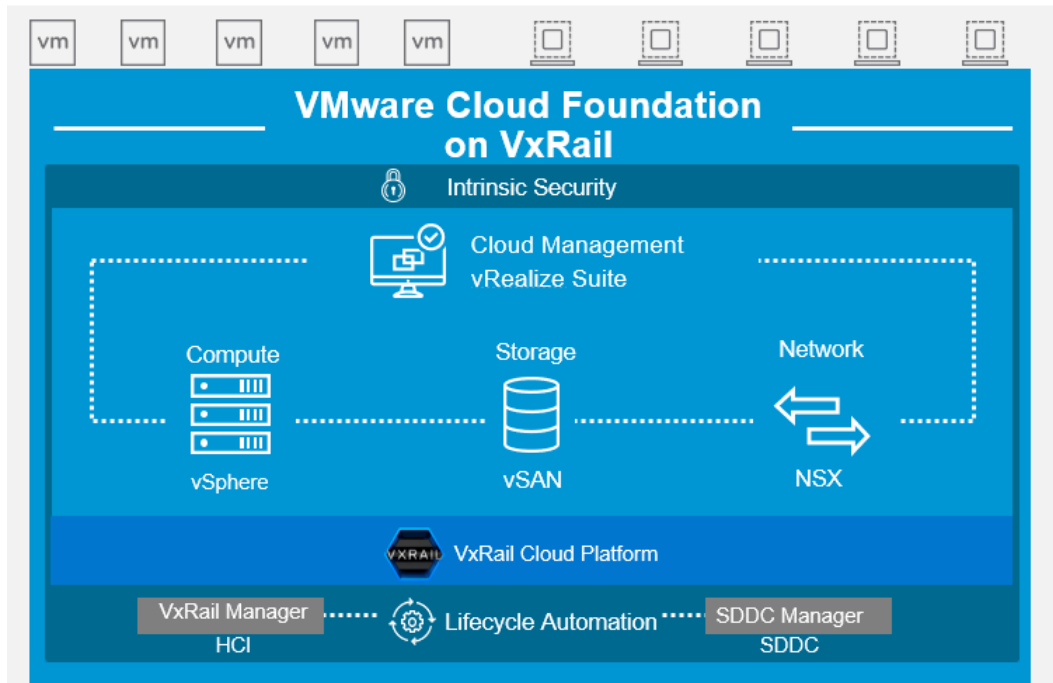 vm vm vm vm vm
VMware Cloud Foundation
on VxRail
Intrinsic Security
Cloud Management
vRealize Suite
Compute
Storage
Network
vSphere
vSAN
NSX
VXRAIL
VxRail Cloud Platform
VxRail Manager
HCI
Lifecycle Automation
SDDC Manager
SDDC